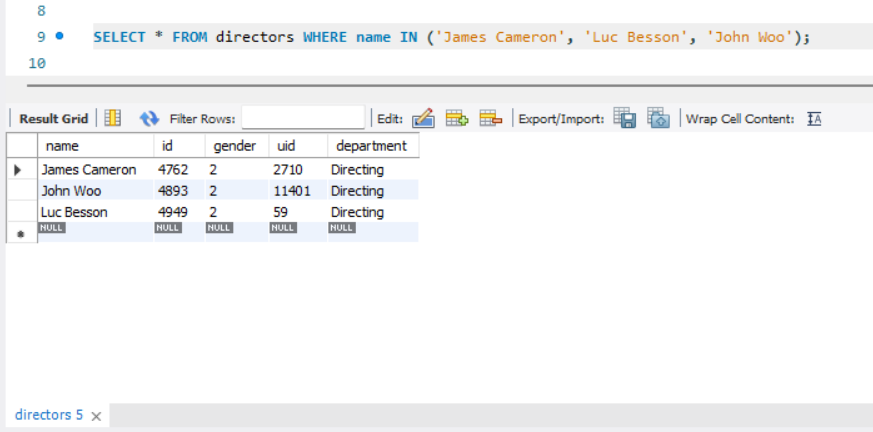 8
9 SELECT * FROM directors WHERE name IN ('James Cameron', 'Luc Besson', 'John Woo');
10
Result Grid Filter Rows: Edit: Export/Import: Wrap Cell Content: IA
name id gender uid department
James Cameron 4762 2 2710 Directing
John Woo 4893 2 11401 Directing
Luc Besson 4949 2 59 Directing
NULL NULL NULL NULL NULL
directors 5